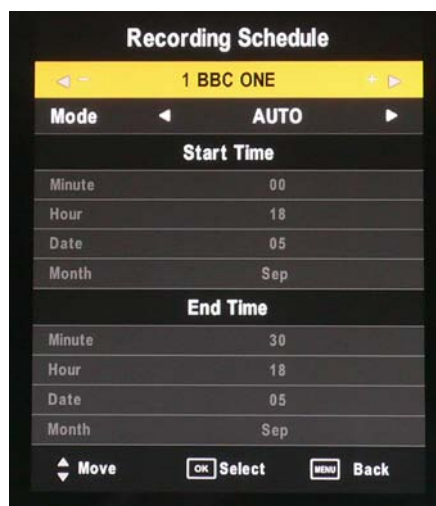 Recording Schedule
- 1 BBC ONE +
Mode AUTO
Start Time
Minute 00
Hour 18
Date 05
Month Sep
End Time
Minute 30
Hour 18
Date 05
Month Sep
Move OK Select MENU Back